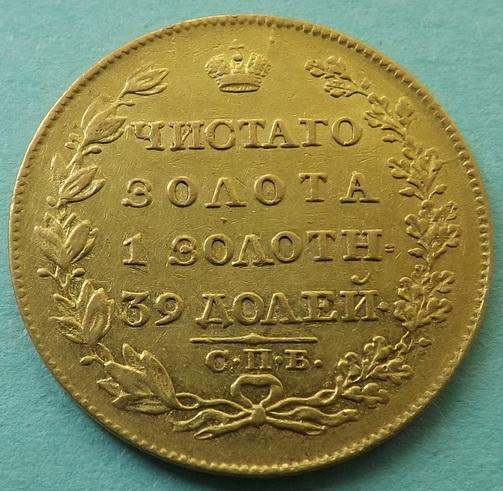 ЧИСТАГО
ЗОЛОТА
1 ЗОЛОТН=
39 ДОЛЕЙ.
С·П·Б·